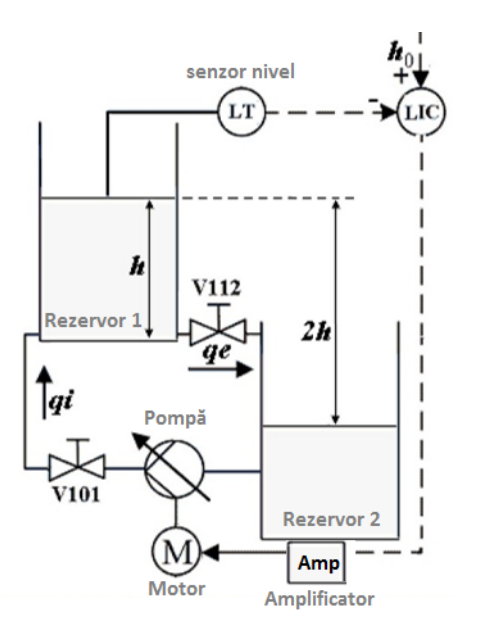 h0
+
senzor nivel
LT
-
LIC
h
V112
2h
Rezervor 1
qe
qi
Pompă
V101
Rezervor 2
M
Amp
Motor
Amplificator